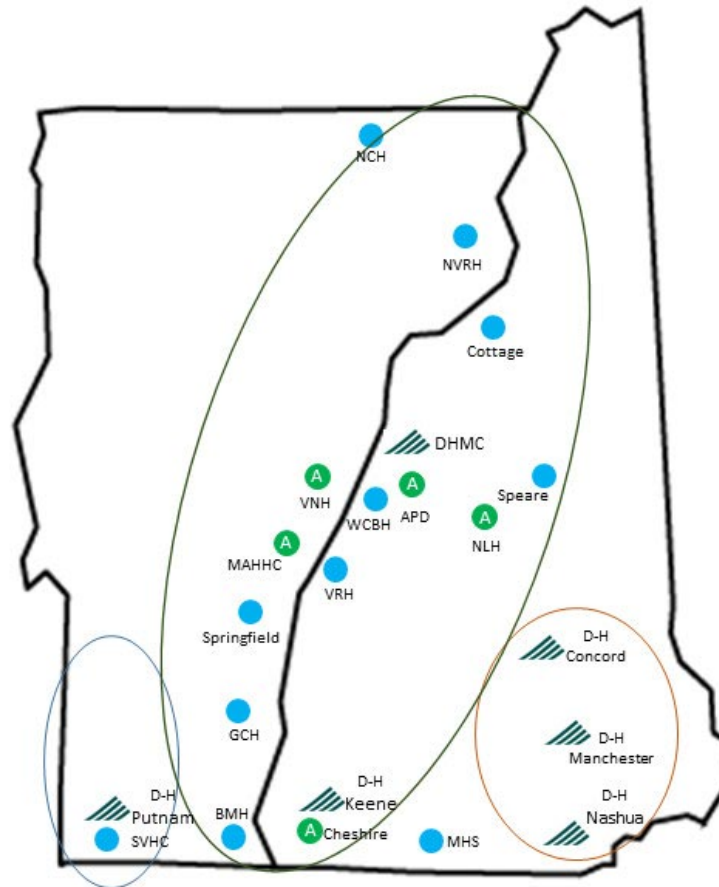 NCH
NVRH
Cottage
DHMC
A
VNH
A
APD
WCBH
Speare
A
NLH
A
MAHHC
VRH
Springfield
D-H
Concord
GCH
D-H
Manchester
D-H
Putnam
SVHC
BMH
D-H
Keene
A
Cheshire
MHS
D-H
Nashua